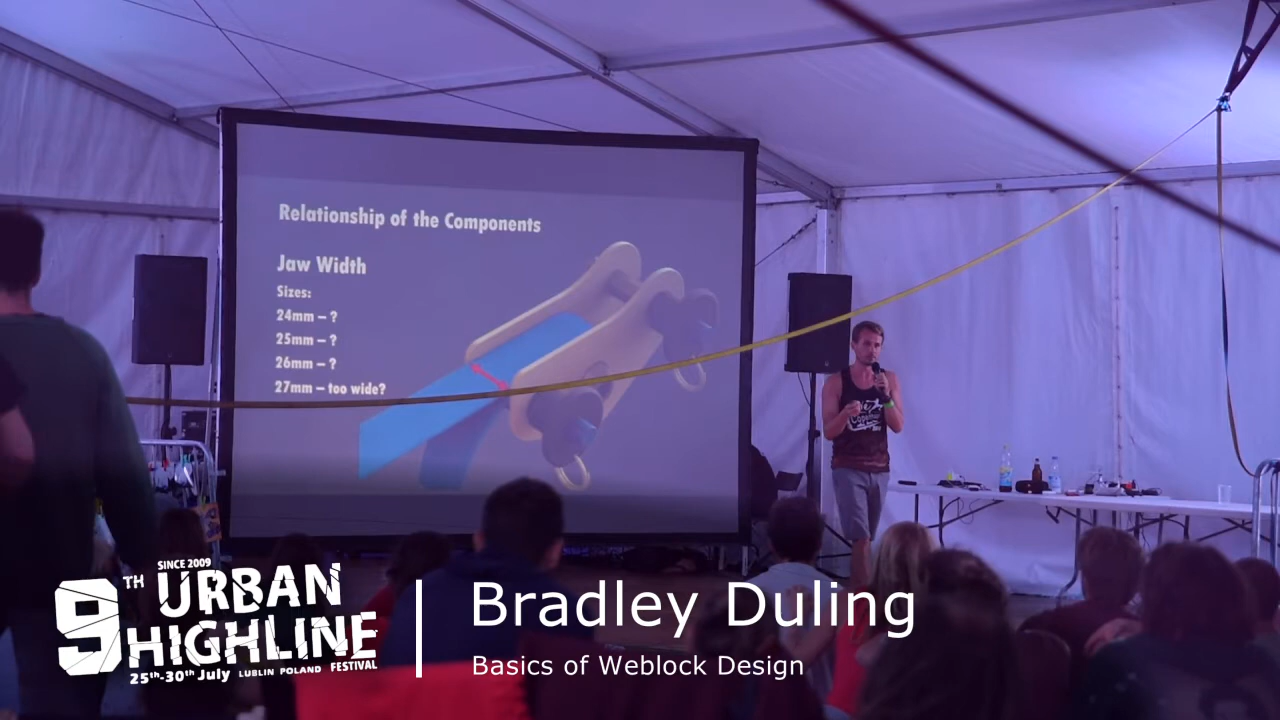 Relationship of the Components
Jaw Width
Sizes:
24mm – ?
25mm – ?
26mm – ?
27mm – too wide?
SINCE 2009
9TH URBAN
HIGHLINE
25th-30th July LUBLIN POLAND FESTIVAL
Bradley Duling
Basics of Weblock Design